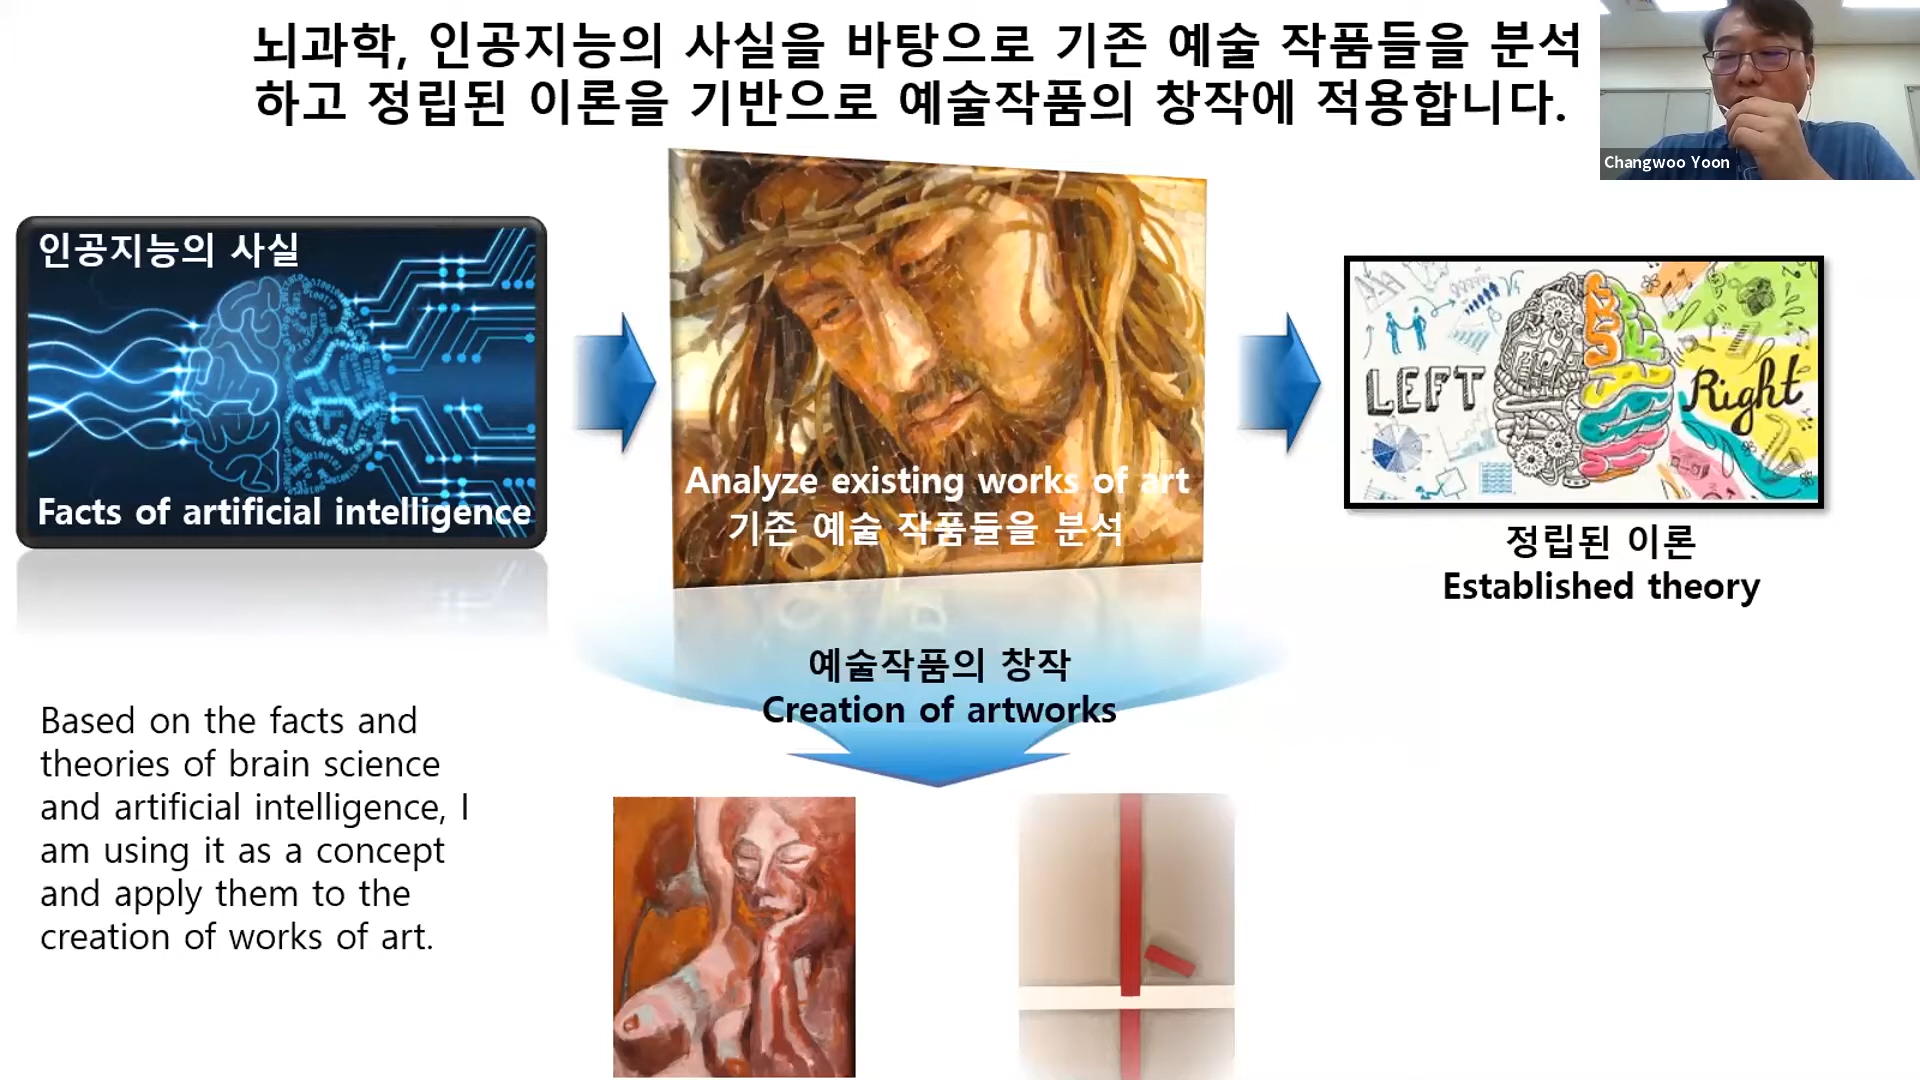 뇌과학, 인공지능의 사실을 바탕으로 기존 예술 작품들을 분석
하고 정립된 이론을 기반으로 예술작품의 창작에 적용합니다.
Changwoo Yoon
인공지능의 사실
Facts of artificial intelligence
Analyze existing works of art
기존 예술 작품들을 분석
LEFT
Right
정립된 이론
Established theory
예술작품의 창작
Creation of artworks
Based on the facts and
theories of brain science
and artificial intelligence, I
am using it as a concept
and apply them to the
creation of works of art.